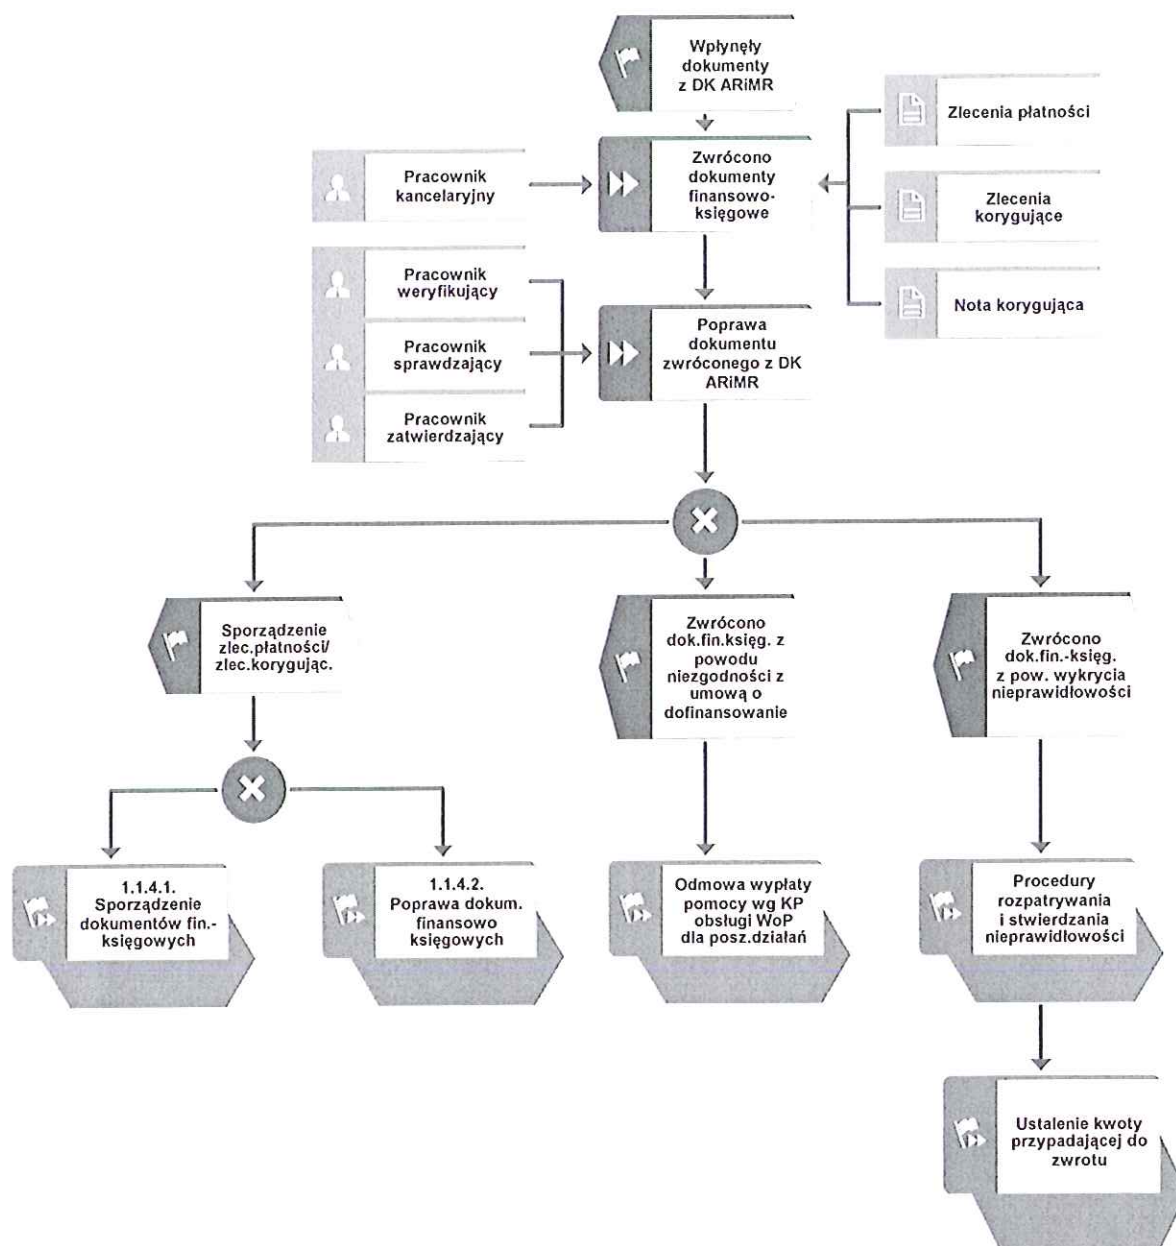 Wpłynęły
dokumenty
z DK ARiMR
Zlecenia płatności
Pracownik
kancelaryjny
Zwrócono
dokumenty
finansowo-
księgowe
Zlecenia
korygujące
Pracownik
weryfikujący
Nota korygująca
Pracownik
sprawdzający
Poprawa
dokumentu
zwróconego z DK
ARiMR
Pracownik
zatwierdzający
Sporządzenie
zlec.płatności/
zlec.korygując.
Zwrócono
dok.fin.księg. z
powodu
niezgodności z
umową o
dofinansowanie
Zwrócono
dok.fin.-księg.
z pow. wykrycia
nieprawidłowości
1.1.4.1.
Sporządzenie
dokumentów fin.-
księgowych
1.1.4.2.
Poprawa dokum.
finansowo
księgowych
Odmowa wypłaty
pomocy wg KP
obsługi WoP
dla posz.działań
Procedury
rozpatrywania
i stwierdzania
nieprawidłowości
Ustalenie kwoty
przypadającej do
zwrotu